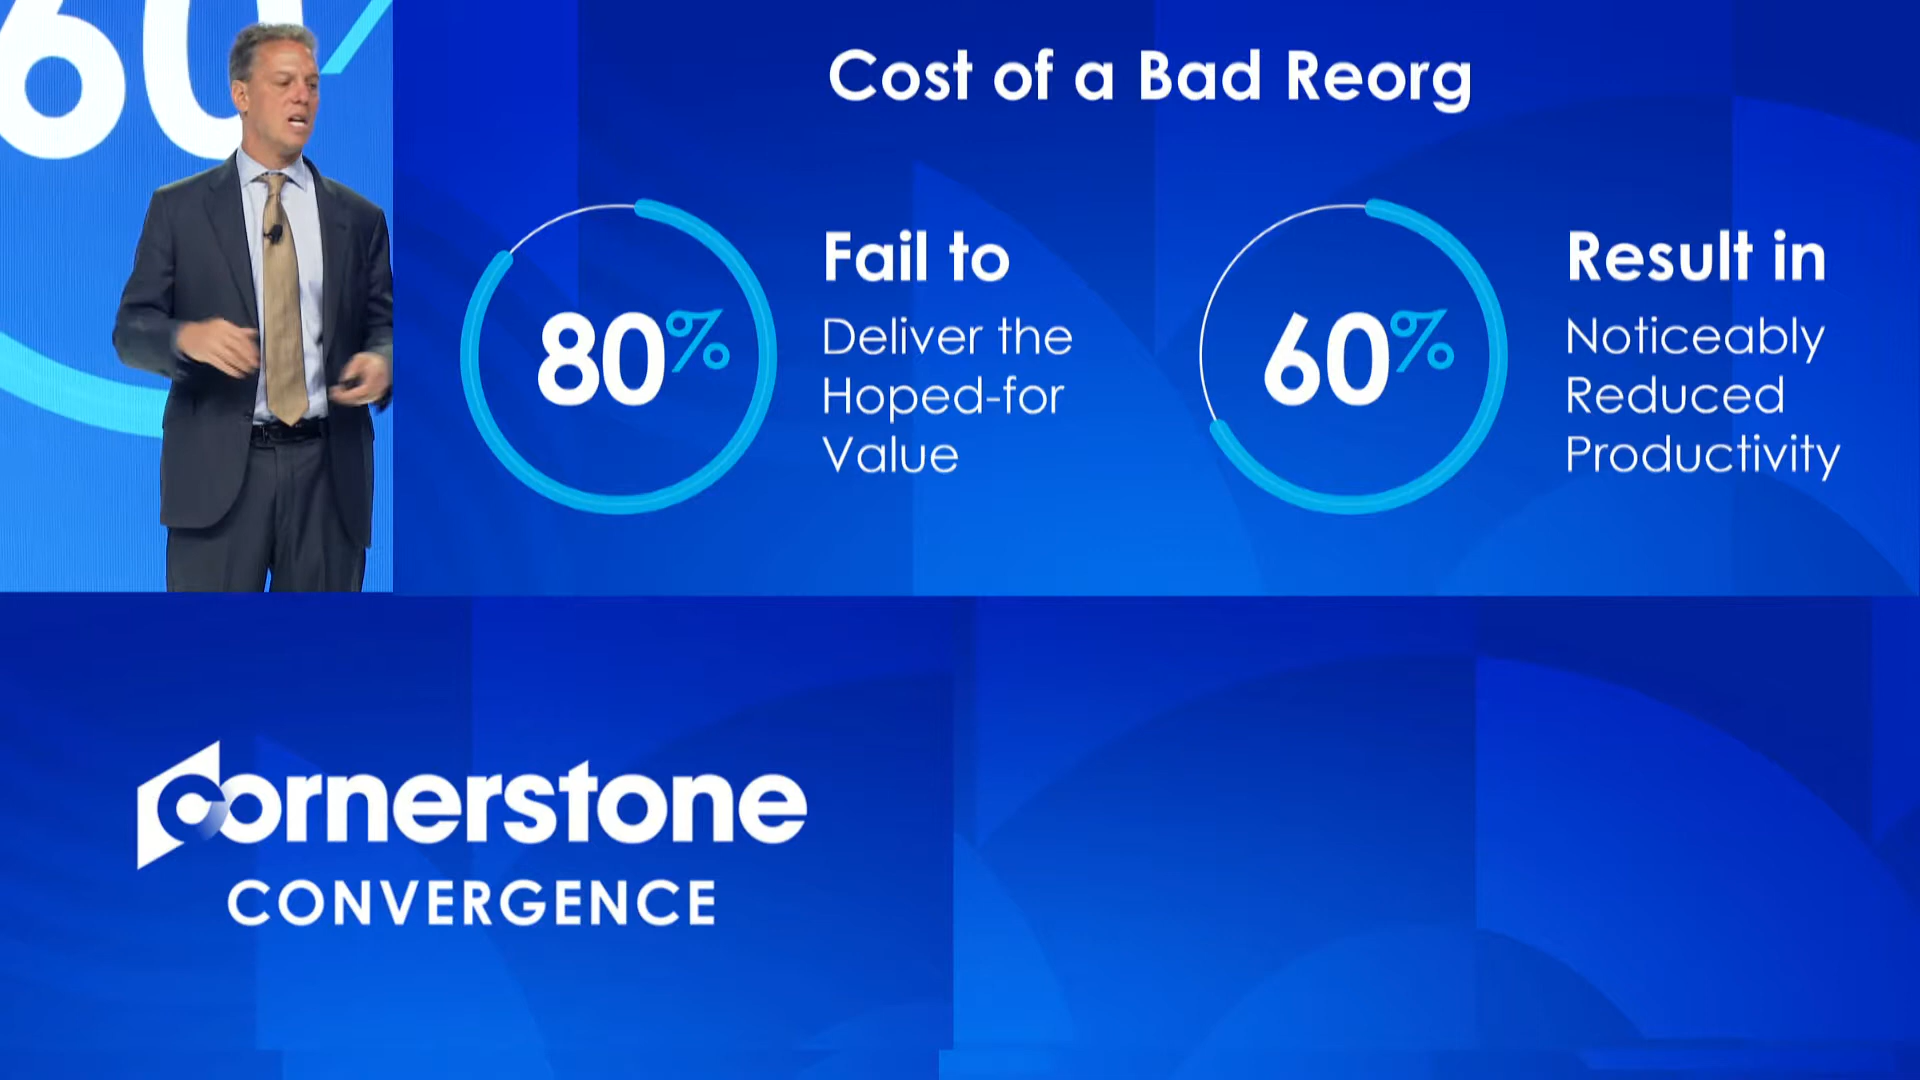 60%
Cost of a Bad Reorg
80%
Fail to
Deliver the
Hoped-for
Value
60%
Result in
Noticeably
Reduced
Productivity
cornerstone
CONVERGENCE